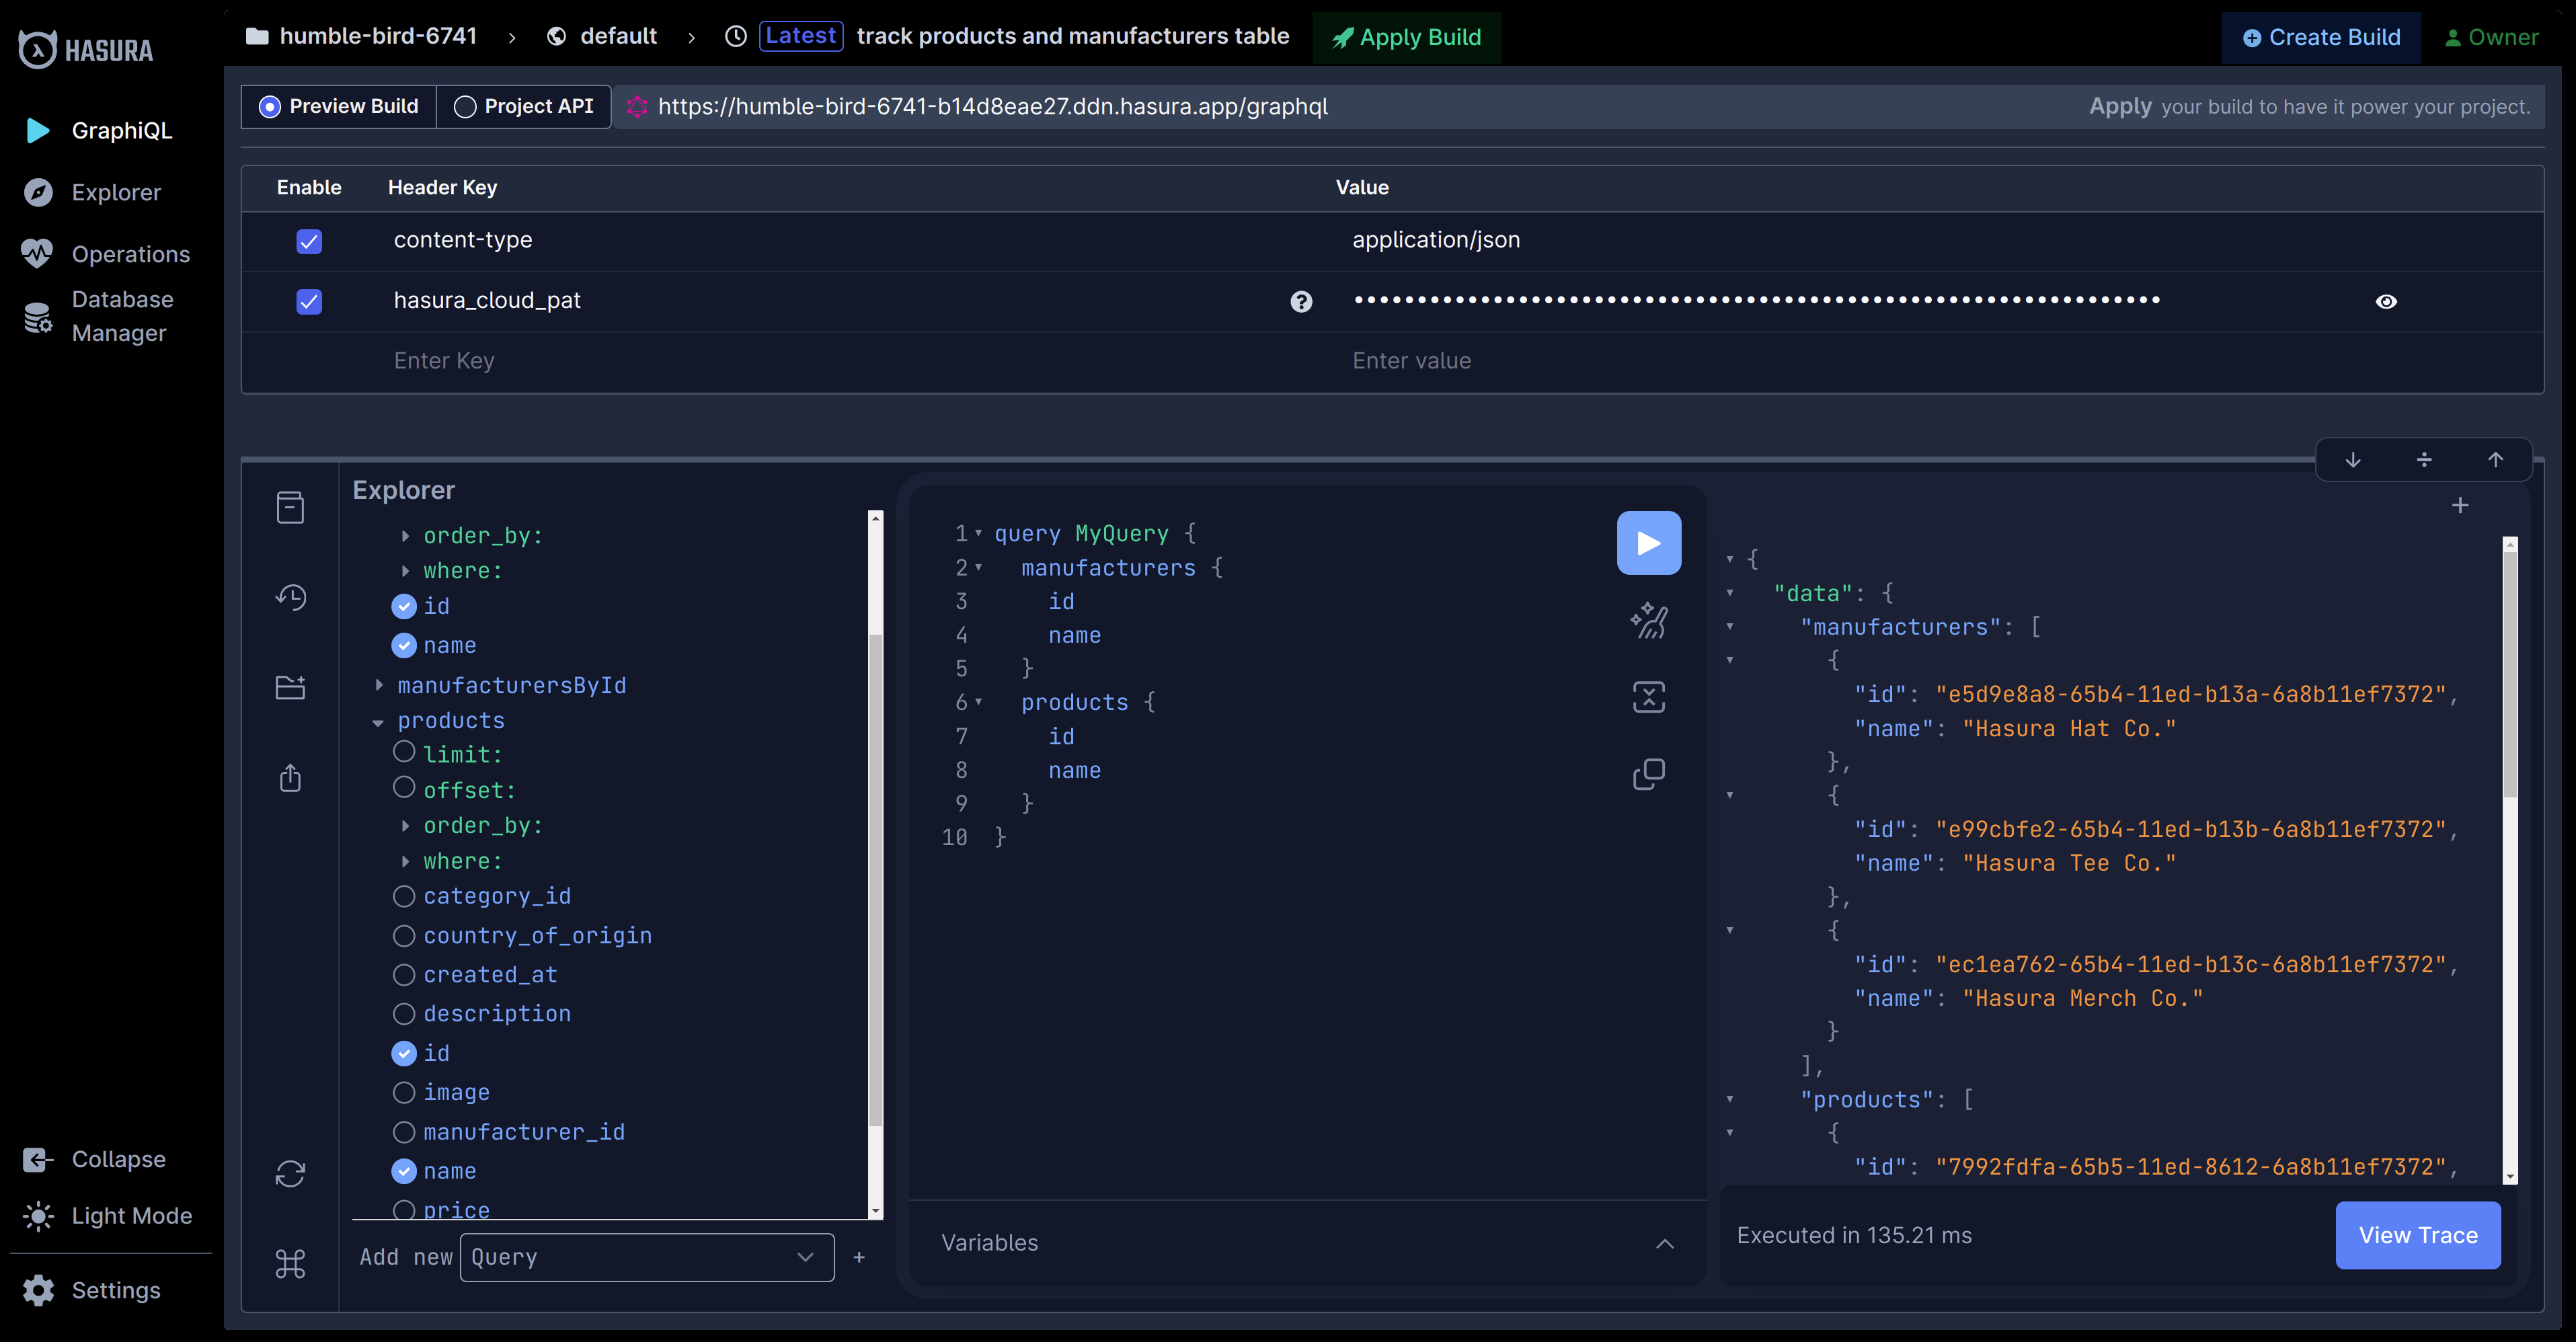 HASURA
humble-bird-6741 › default › Latest track products and manufacturers table Apply Build Create Build Owner
GraphiQL
Explorer
Operations
Database
Manager
Collapse
Light Mode
Settings
Preview Build Project API https://humble-bird-6741-b14d8eae27.ddn.hasura.app/graphql Apply your build to have it power your project.
Enable Header Key Value
content-type application/json
hasura_cloud_pat ? ••••••••••••••••••••••••••••••••••••••••••••••••••••••••••••••••
Enter Key Enter value
Explorer
order_by:
where:
id
name
manufacturersById
products
limit:
offset:
order_by:
where:
category_id
country_of_origin
created_at
description
id
image
manufacturer_id
name
price
Add new Query +
1 query MyQuery {
2 manufacturers {
3 id
4 name
5 }
6 products {
7 id
8 name
9 }
10 }
Variables
{
"data": {
"manufacturers": [
{
"id": "e5d9e8a8-65b4-11ed-b13a-6a8b11ef7372",
"name": "Hasura Hat Co."
},
{
"id": "e99cbfe2-65b4-11ed-b13b-6a8b11ef7372",
"name": "Hasura Tee Co."
},
{
"id": "ec1ea762-65b4-11ed-b13c-6a8b11ef7372",
"name": "Hasura Merch Co."
}
],
"products": [
{
"id": "7992fdfa-65b5-11ed-8612-6a8b11ef7372",
Executed in 135.21 ms View Trace